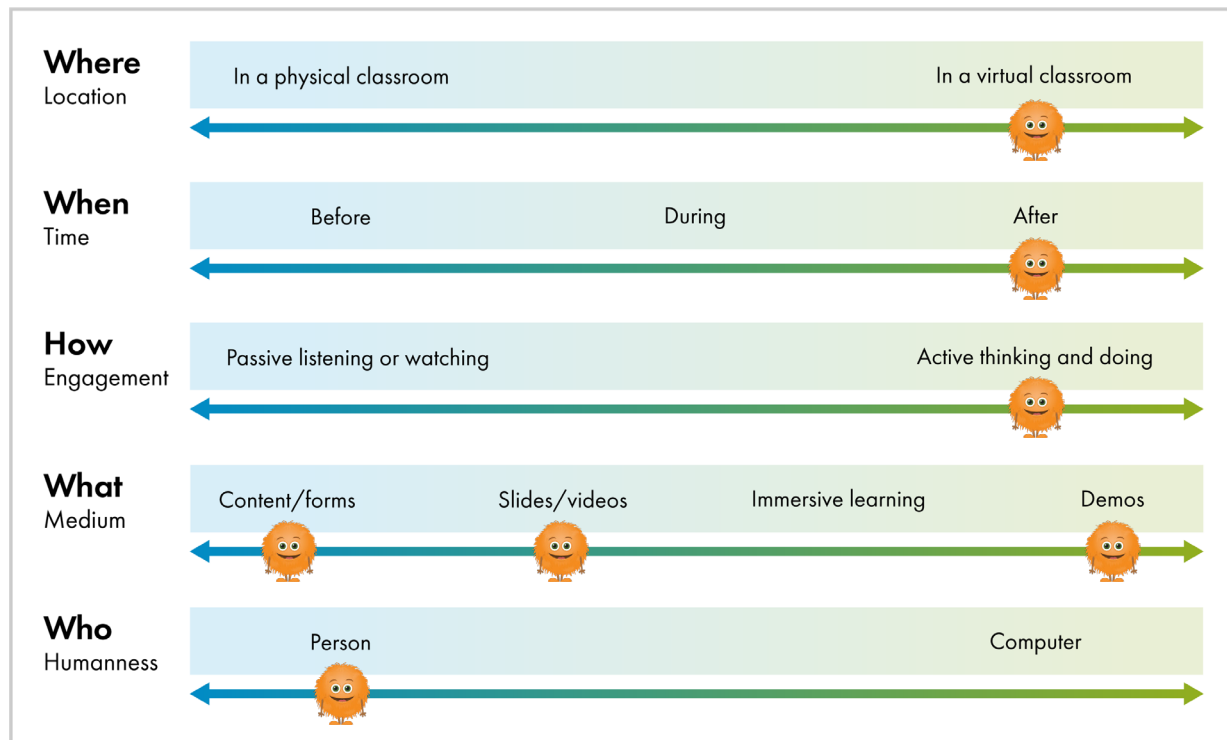 Where
Location
In a physical classroom
In a virtual classroom
When
Time
Before
During
After
How
Engagement
Passive listening or watching
Active thinking and doing
What
Medium
Content/forms
Slides/videos
Immersive learning
Demos
Who
Humanness
Person
Computer